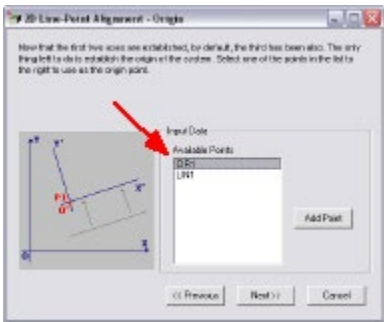 2D Line-Point Alignment - Origin
Now that the first two axes are established, by default, the third has been also. The only
thing left to do is establish the origin of the system. Select one of the points in the list to
the right to use as the origin point.
Input Data
Available Points
CIR1
LIN1
Add Point
<< Previous
Next >>
Cancel